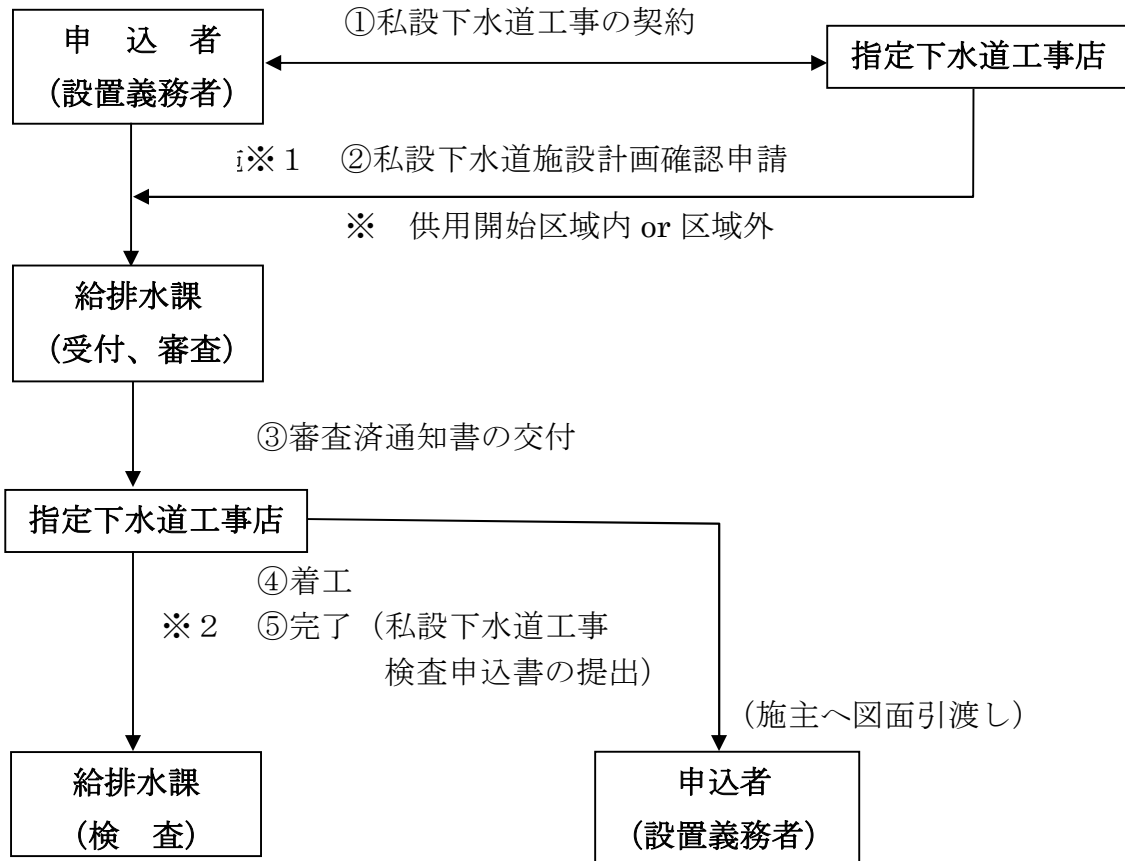 ①私設下水道工事の契約
申 込 者
(設置義務者)
指定下水道工事店
※1 ②私設下水道施設計画確認申請
※ 供用開始区域内 or 区域外
給排水課
(受付、審査)
③審査済通知書の交付
指定下水道工事店
④着工
※2 ⑤完了(私設下水道工事
検査申込書の提出)
(施主へ図面引渡し)
給排水課
(検 査)
申込者
(設置義務者)